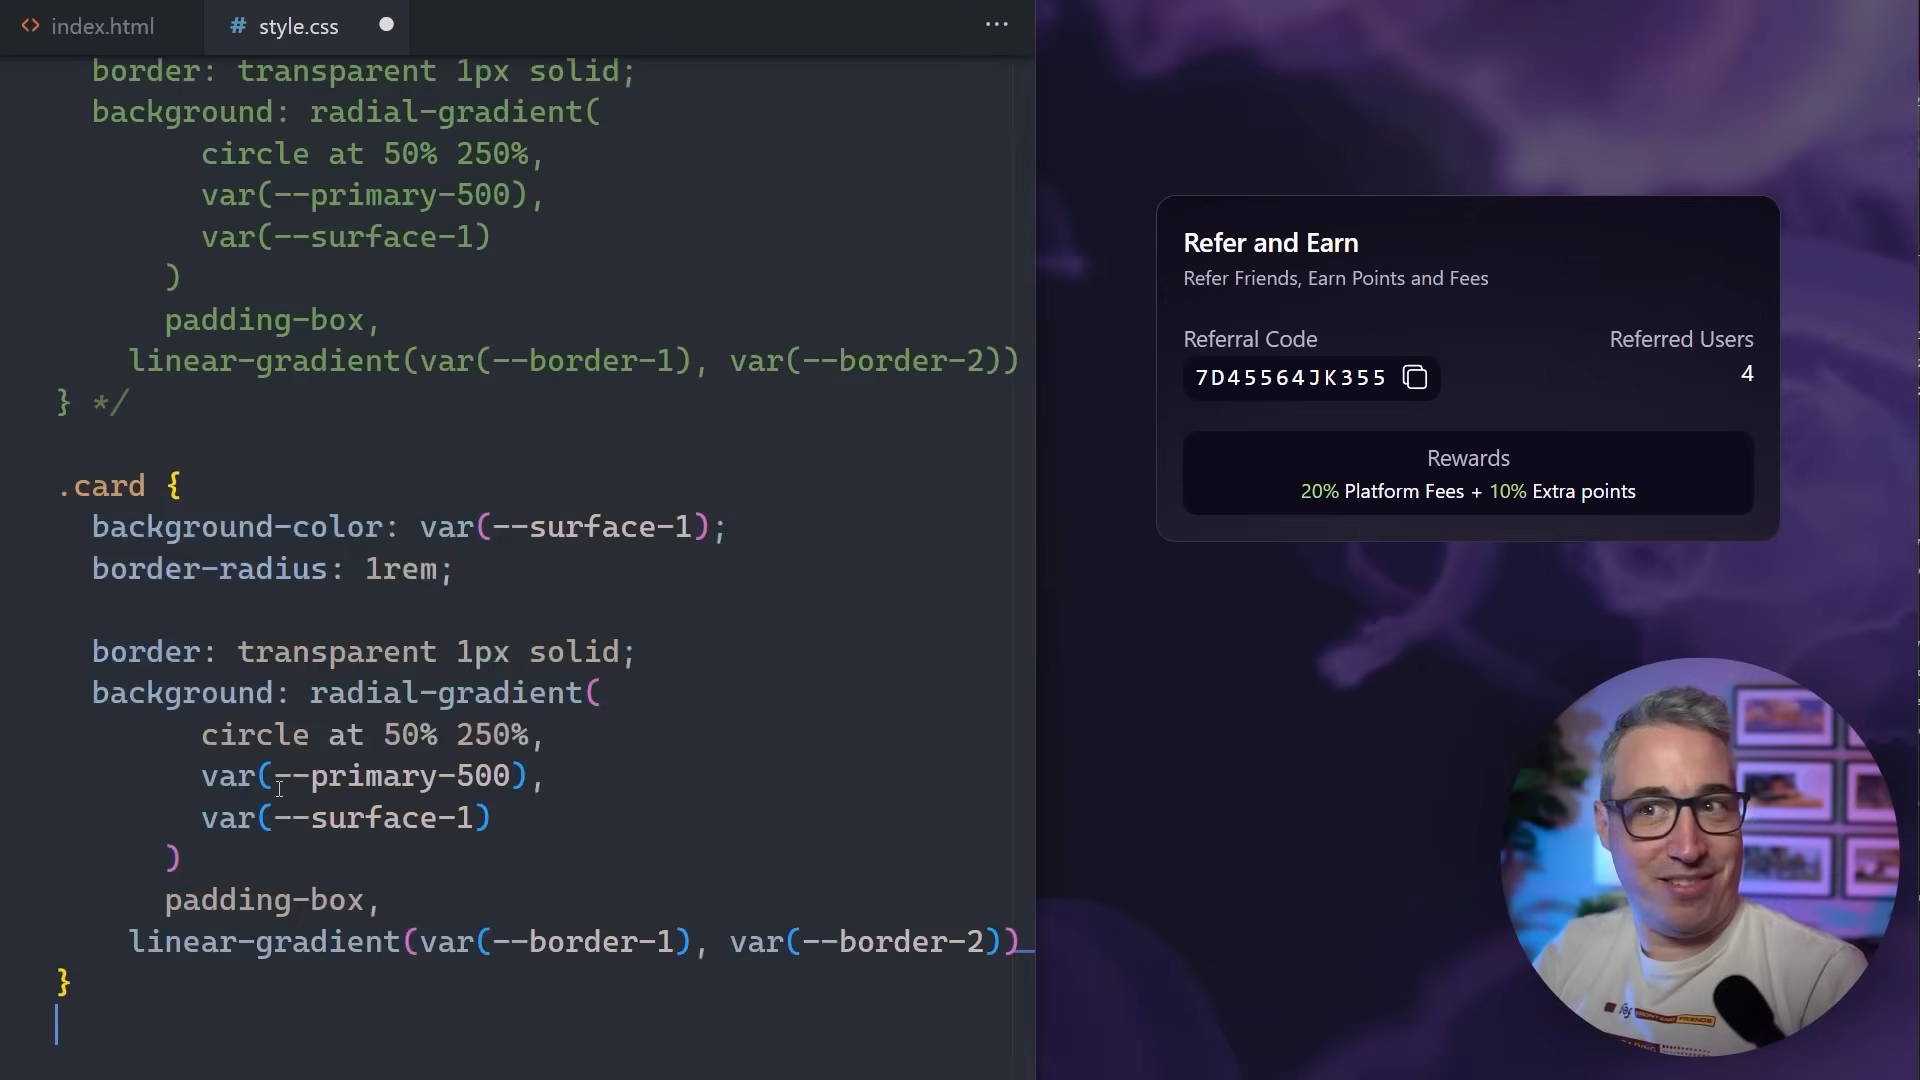 index.html
# style.css
border: transparent 1px solid;
background: radial-gradient(
circle at 50% 250%,
var(--primary-500),
var(--surface-1)
)
padding-box,
linear-gradient(var(--border-1), var(--border-2))
} */
.card {
background-color: var(--surface-1);
border-radius: 1rem;
border: transparent 1px solid;
background: radial-gradient(
circle at 50% 250%,
var(--primary-500),
var(--surface-1)
)
padding-box,
linear-gradient(var(--border-1), var(--border-2))
}
Refer and Earn
Refer Friends, Earn Points and Fees
Referral Code
Referred Users
7D45564JK355
4
Rewards
20% Platform Fees + 10% Extra points